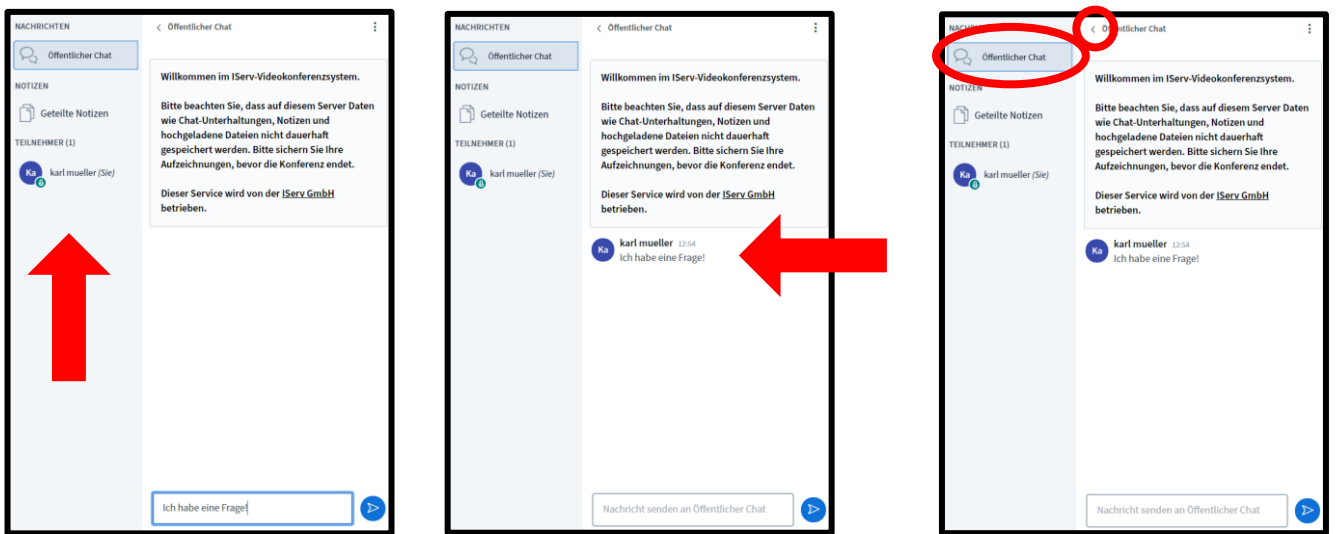 NACHRICHTEN
Öffentlicher Chat
NOTIZEN
Geteilte Notizen
TEILNEHMER (1)
Ka karl mueller (Sie)
Öffentlicher Chat
Willkommen im IServ-Videokonferenzsystem.
Bitte beachten Sie, dass auf diesem Server Daten
wie Chat-Unterhaltungen, Notizen und
hochgeladene Dateien nicht dauerhaft
gespeichert werden. Bitte sichern Sie Ihre
Aufzeichnungen, bevor die Konferenz endet.
Dieser Service wird von der IServ GmbH
betrieben.
Ich habe eine Frage!
NACHRICHTEN
Öffentlicher Chat
NOTIZEN
Geteilte Notizen
TEILNEHMER (1)
Ka karl mueller (Sie)
Öffentlicher Chat
Willkommen im IServ-Videokonferenzsystem.
Bitte beachten Sie, dass auf diesem Server Daten
wie Chat-Unterhaltungen, Notizen und
hochgeladene Dateien nicht dauerhaft
gespeichert werden. Bitte sichern Sie Ihre
Aufzeichnungen, bevor die Konferenz endet.
Dieser Service wird von der IServ GmbH
betrieben.
Ka karl mueller 12:54
Ich habe eine Frage!
Nachricht senden an Öffentlicher Chat
NACHRICHTEN
Öffentlicher Chat
NOTIZEN
Geteilte Notizen
TEILNEHMER (1)
Ka karl mueller (Sie)
Öffentlicher Chat
Willkommen im IServ-Videokonferenzsystem.
Bitte beachten Sie, dass auf diesem Server Daten
wie Chat-Unterhaltungen, Notizen und
hochgeladene Dateien nicht dauerhaft
gespeichert werden. Bitte sichern Sie Ihre
Aufzeichnungen, bevor die Konferenz endet.
Dieser Service wird von der IServ GmbH
betrieben.
Ka karl mueller 12:54
Ich habe eine Frage!
Nachricht senden an Öffentlicher Chat